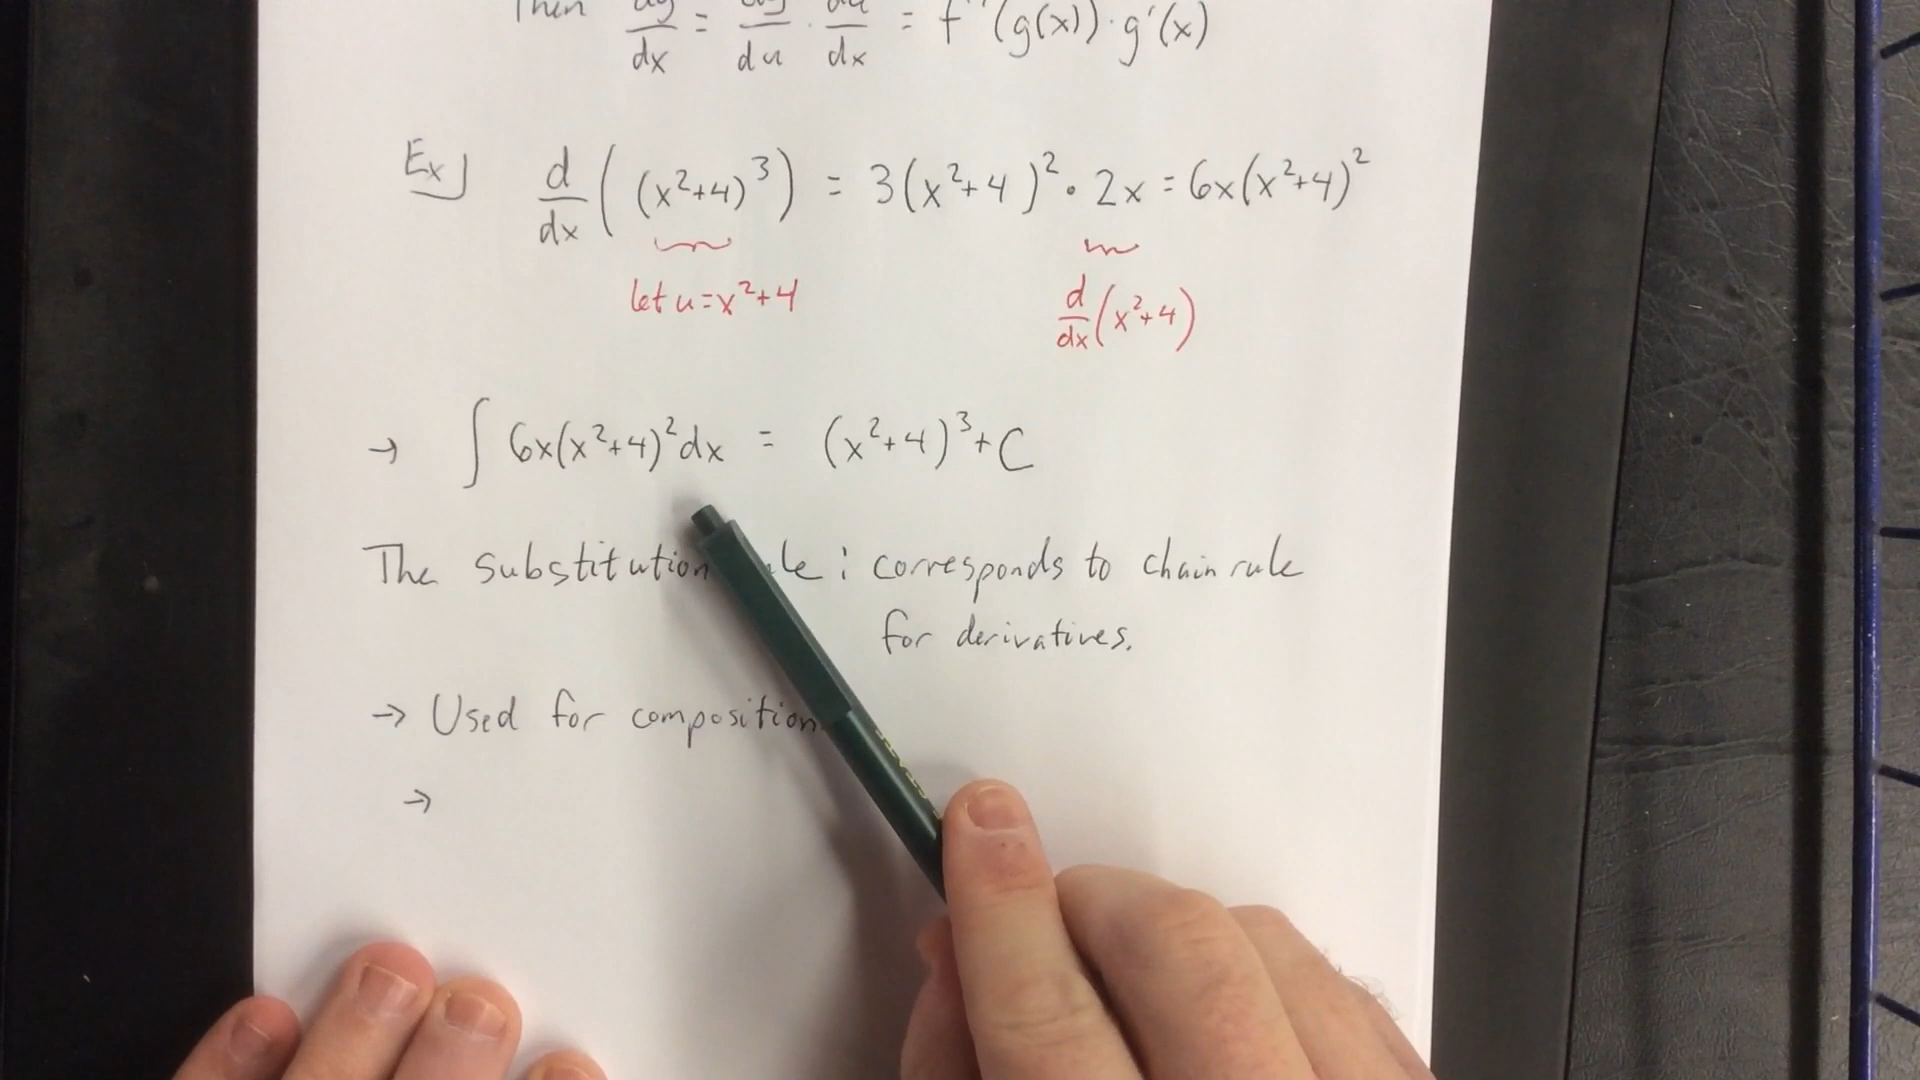 Then dy/dx = dy/du · du/dx = f'(g(x))·g'(x)
Ex] d/dx ((x²+4)³) = 3(x²+4)² • 2x = 6x(x²+4)²
let u=x²+4
d/dx (x²+4)
→ ∫ 6x(x²+4)²dx = (x²+4)³+C
The substitution : corresponds to chain rule
for derivatives.
→ Used for composition
→